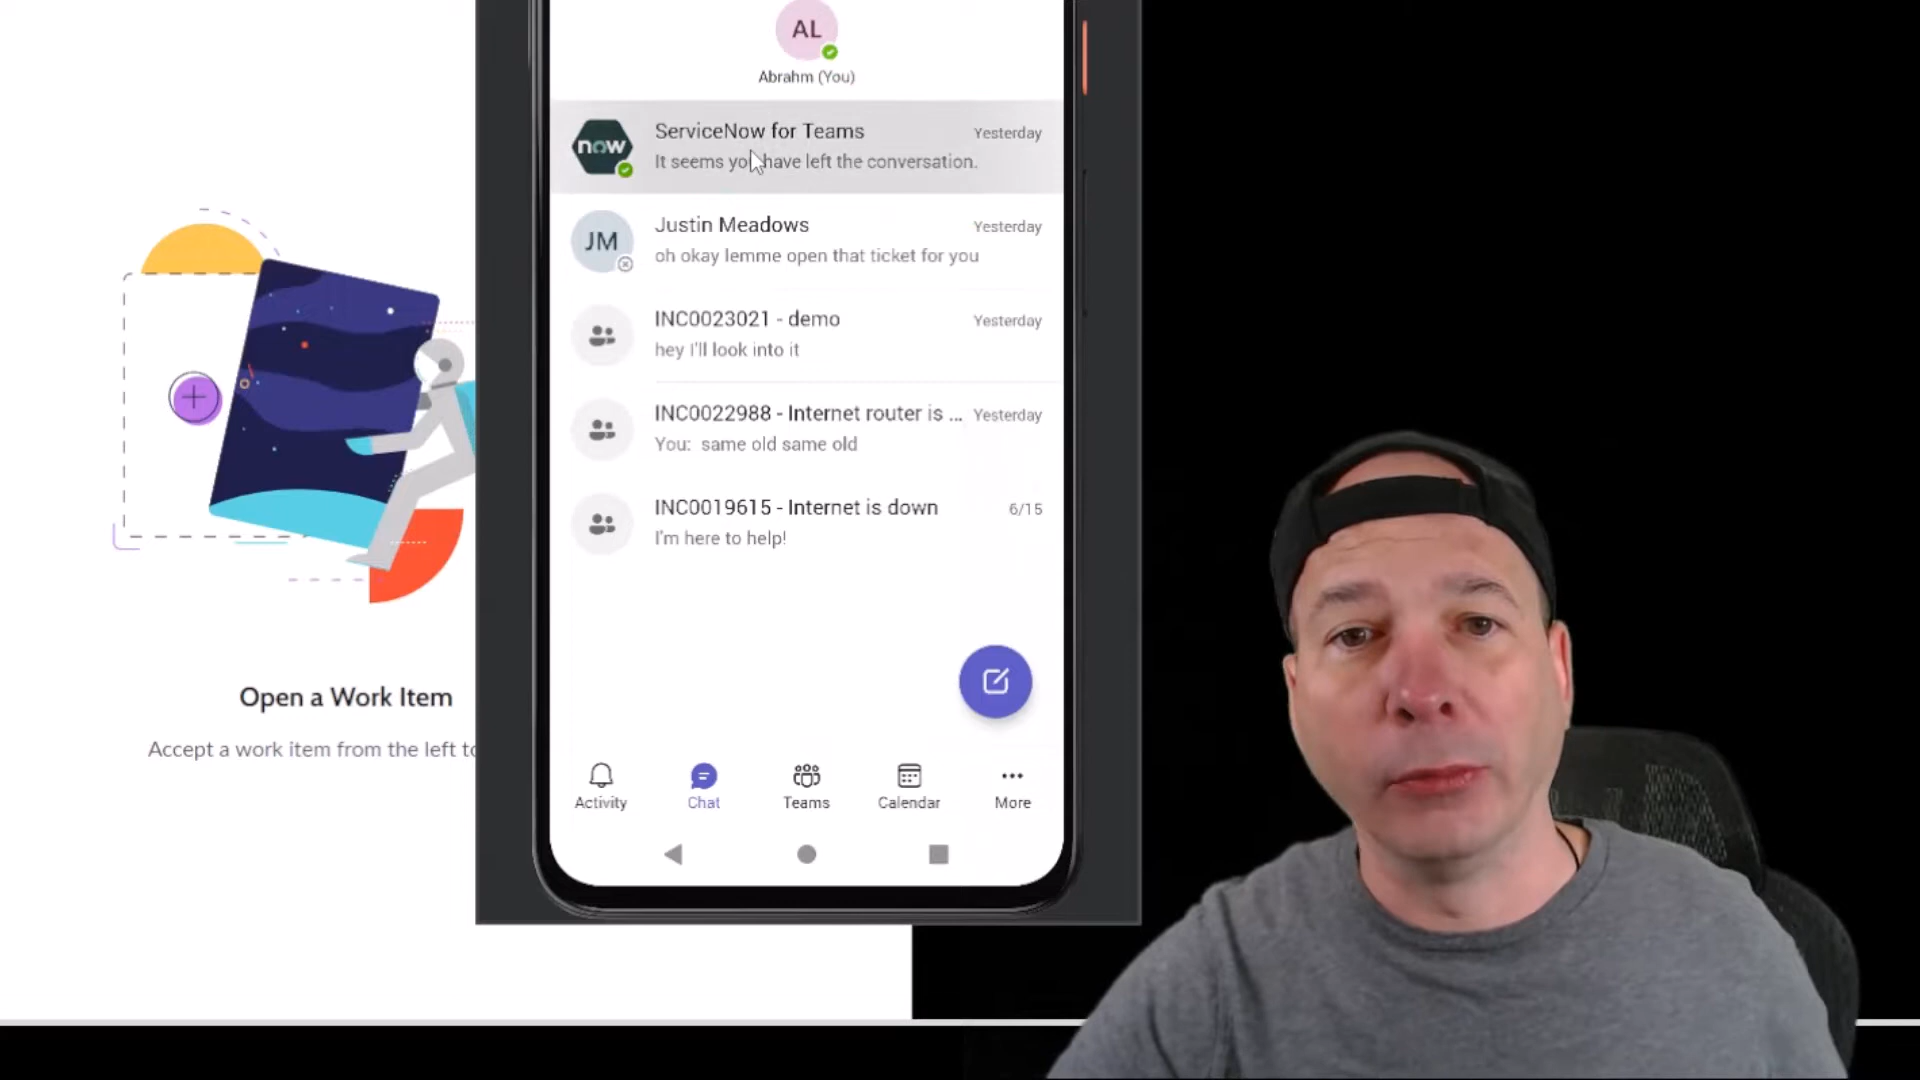 AL
Abrahm (You)
now
ServiceNow for Teams
Yesterday
It seems you have left the conversation.
JM
Justin Meadows
Yesterday
oh okay lemme open that ticket for you
INC0023021 - demo
Yesterday
hey I'll look into it
INC0022988 - Internet router is ...
Yesterday
You: same old same old
INC0019615 - Internet is down
6/15
I'm here to help!
Activity
Chat
Teams
Calendar
More
Open a Work Item
Accept a work item from the left to